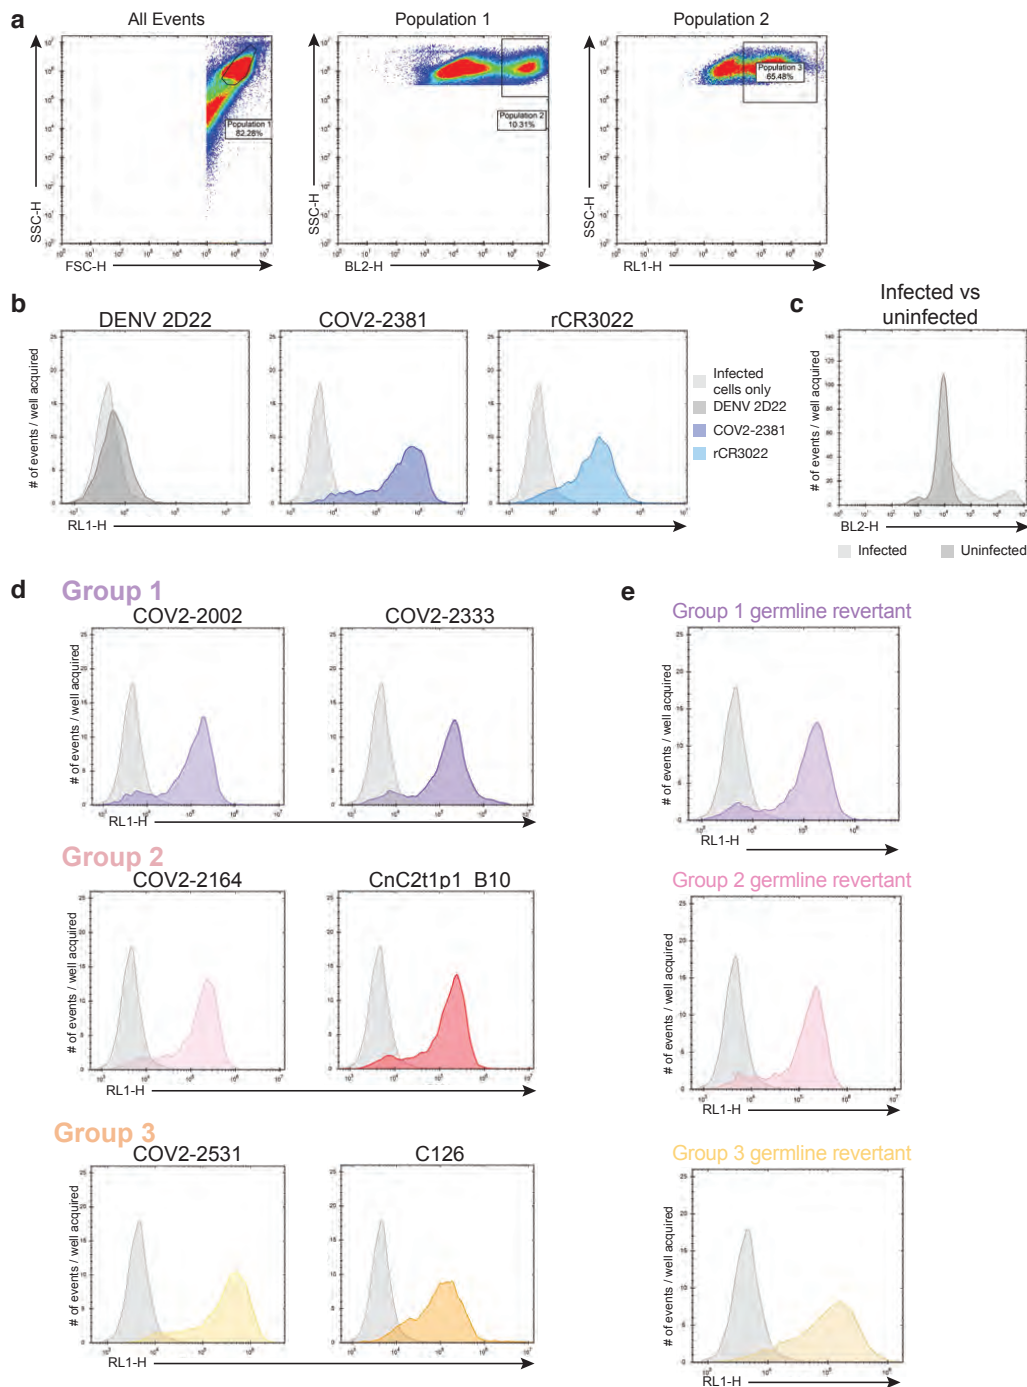 a
All Events
Population 1
Population 2
SSC-H
Population 1
82.28%
FSC-H
SSC-H
Population 2
10.31%
BL2-H
SSC-H
Population 3
65.48%
RL1-H
b
DENV 2D22
COV2-2381
rCR3022
# of events / well acquired
RL1-H
Infected
cells only
DENV 2D22
COV2-2381
rCR3022
c
Infected vs
uninfected
# of events / well acquired
BL2-H
Infected
Uninfected
d
Group 1
COV2-2002
COV2-2333
# of events / well acquired
RL1-H
Group 2
COV2-2164
CnC2t1p1_B10
# of events / well acquired
RL1-H
Group 3
COV2-2531
C126
# of events / well acquired
RL1-H
e
Group 1 germline revertant
# of events / well acquired
RL1-H
Group 2 germline revertant
# of events / well acquired
RL1-H
Group 3 germline revertant
# of events / well acquired
RL1-H